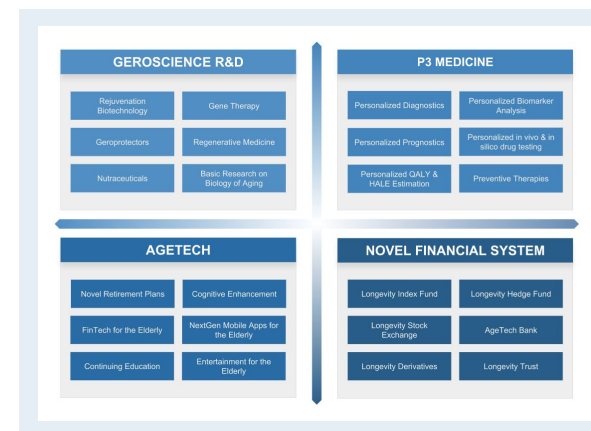 GEROSCIENCE R&D
Rejuvenation
Biotechnology
Gene Therapy
Geroprotectors
Regenerative Medicine
Nutraceuticals
Basic Research on
Biology of Aging
P3 MEDICINE
Personalized Diagnostics
Personalized Biomarker
Analysis
Personalized Prognostics
Personalized in vivo & in
silico drug testing
Personalized QALY &
HALE Estimation
Preventive Therapies
AGETECH
Novel Retirement Plans
Cognitive Enhancement
FinTech for the Elderly
NextGen Mobile Apps for
the Elderly
Continuing Education
Entertainment for the
Elderly
NOVEL FINANCIAL SYSTEM
Longevity Index Fund
Longevity Hedge Fund
Longevity Stock
Exchange
AgeTech Bank
Longevity Derivatives
Longevity Trust